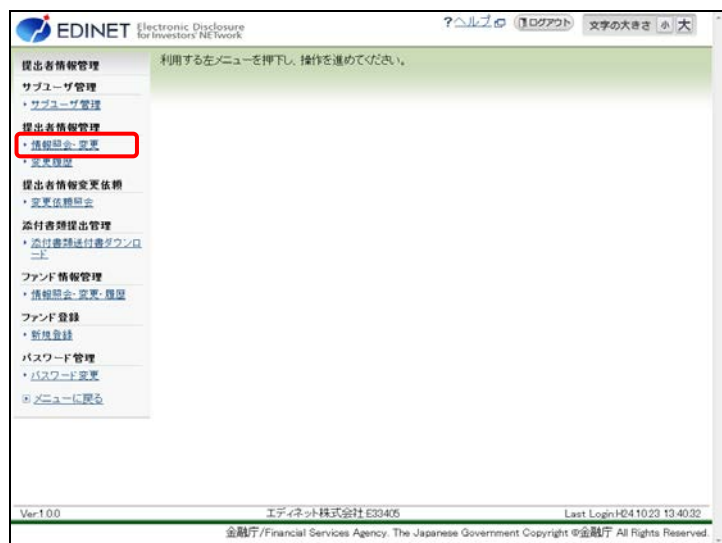 EDINET Electronic Disclosure for Investors' NETwork
?ヘルプ ログアウト 文字の大きさ 小 大
提出者情報管理
利用する左メニューを押下し、操作を進めてください。
サブユーザ管理
サブユーザ管理
提出者情報管理
情報照会・変更
変更履歴
提出者情報変更依頼
変更依頼照会
添付書類提出管理
添付書類送付書ダウンロ
ード
ファンド情報管理
情報照会・変更・履歴
ファンド登録
新規登録
パスワード管理
パスワード変更
メニューに戻る
Ver.1.0.0 エディネット株式会社 E33405 Last Login:H24.10.23 13:40:32
金融庁/Financial Services Agency. The Japanese Government Copyright ©金融庁 All Rights Reserved.